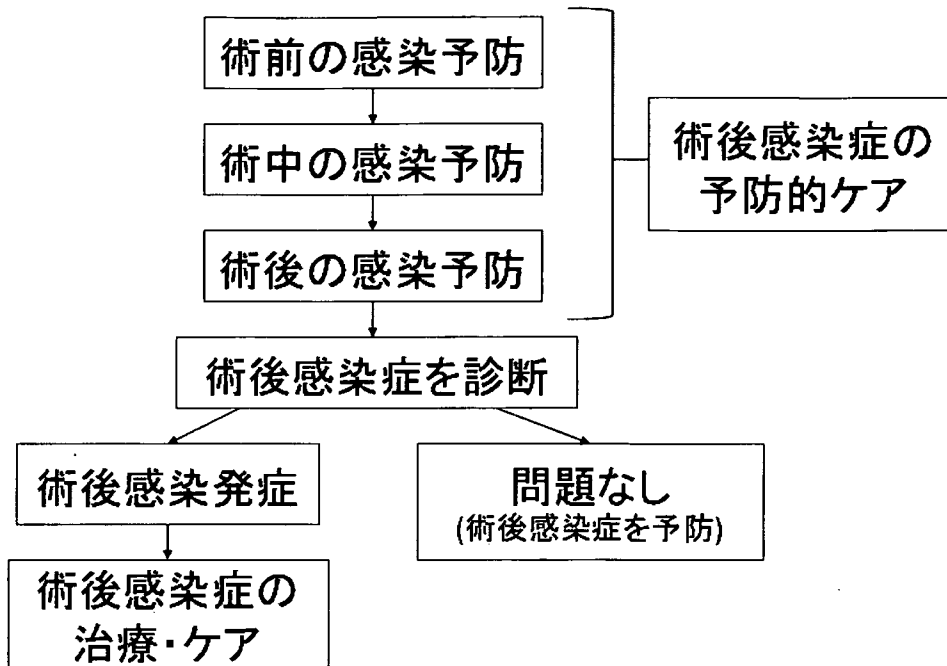 術前の感染予防
術中の感染予防
術後の感染予防
術後感染症の
予防的ケア
術後感染症を診断
術後感染発症
問題なし
(術後感染症を予防)
術後感染症の
治療・ケア